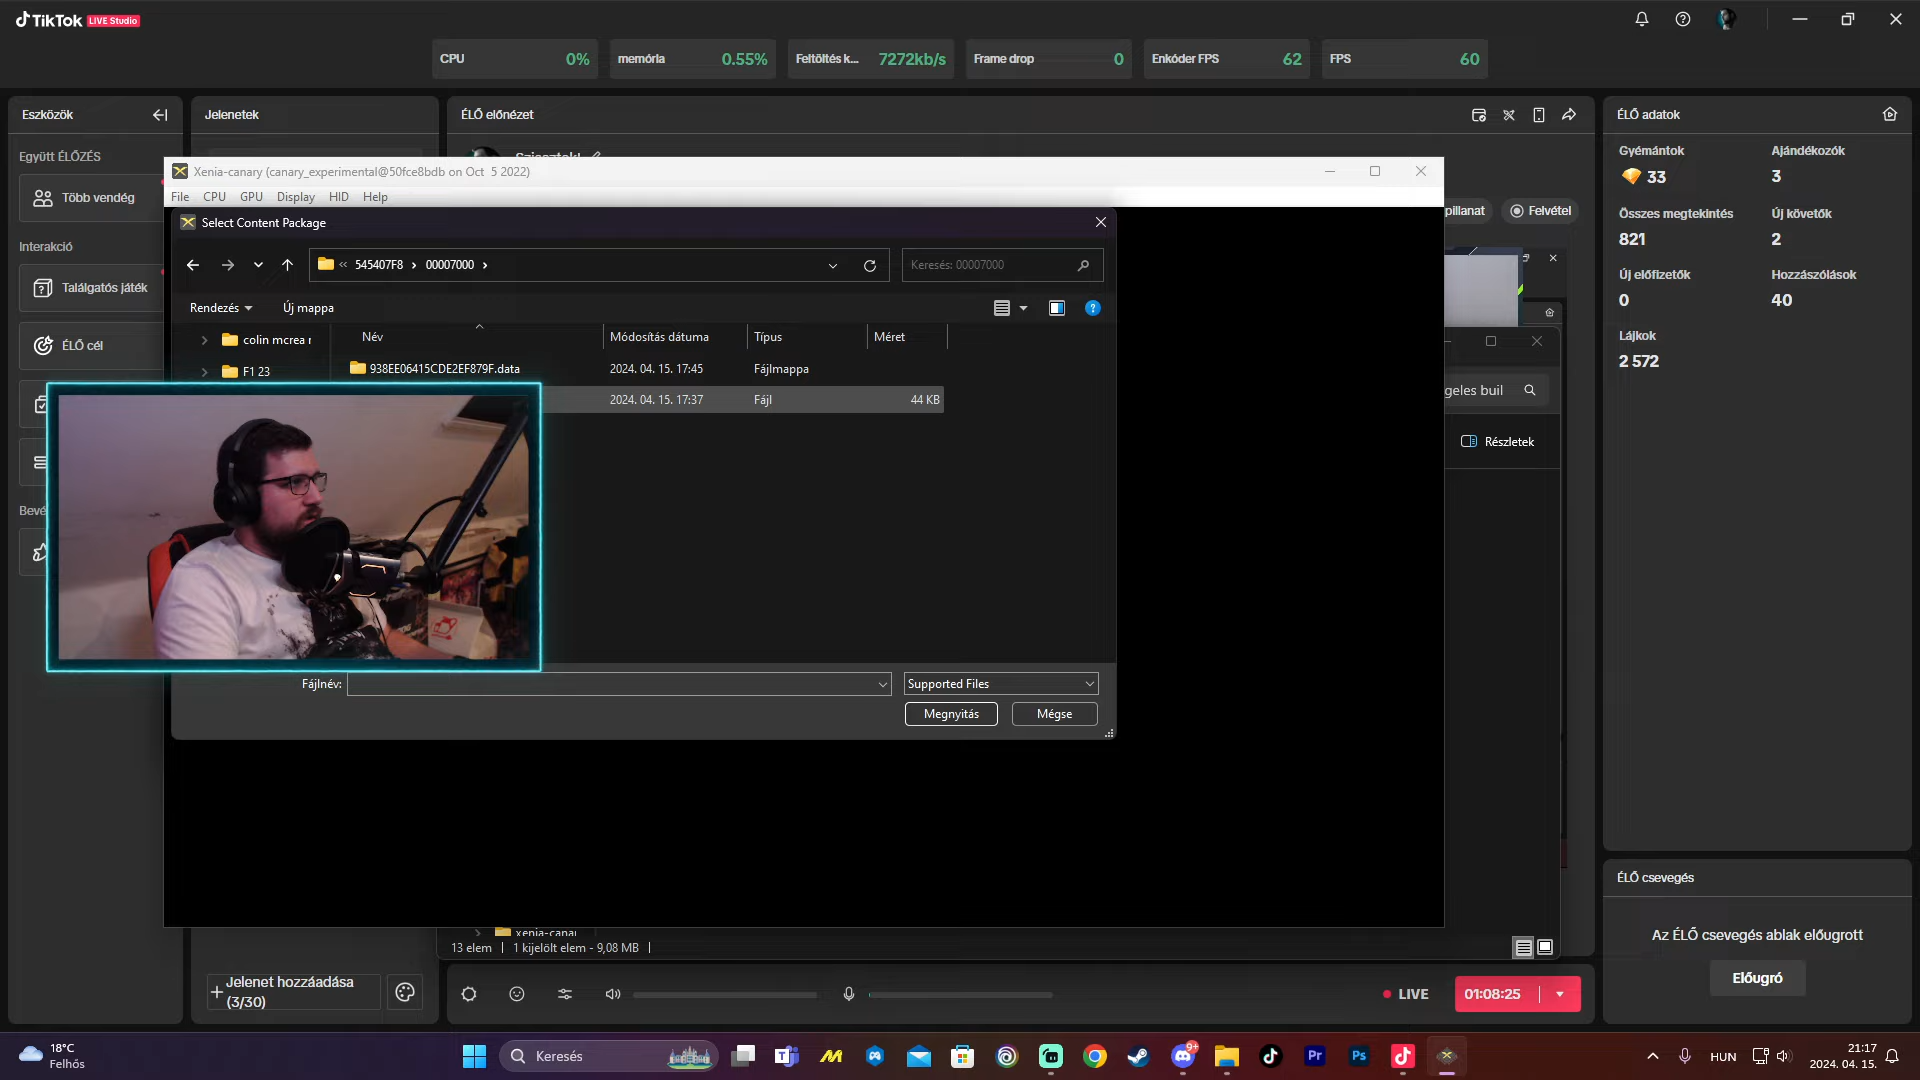 TikTok LIVE Studio
CPU 0%
memória 0.55%
Feltöltés k... 7272kb/s
Frame drop 0
Enkóder FPS 62
FPS 60
Eszközök
Jelenetek
ÉLŐ előnézet
ÉLŐ adatok
Együtt ÉLŐZÉS
Több vendég
Interakció
Találgatós játék
ÉLŐ cél
Xenia-canary (canary_experimental@50fce8bdb on Oct 5 2022)
File CPU GPU Display HID Help
Select Content Package
545407F8 › 00007000 ›
Keresés: 00007000
Rendezés
Új mappa
Név
Módosítás dátuma
Típus
Méret
colin mcrea
F1 23
938EE06415CDE2EF879F.data
2024. 04. 15. 17:45
Fájlmappa
2024. 04. 15. 17:37
Fájl
44 KB
Fájlnév:
Supported Files
Megnyitás
Mégse
pillanat
Felvétel
geles buil
Részletek
Gyémántok
33
Ajándékozók
3
Összes megtekintés
821
Új követők
2
Új előfizetők
0
Hozzászólások
40
Lájkok
2 572
ÉLŐ csevegés
Az ÉLŐ csevegés ablak előugrott
Előugró
xenia-canai
13 elem
1 kijelölt elem - 9,08 MB
Jelenet hozzáadása
(3/30)
LIVE
01:08:25
18°C
Felhős
Keresés
9+
HUN
21:17
2024. 04. 15.